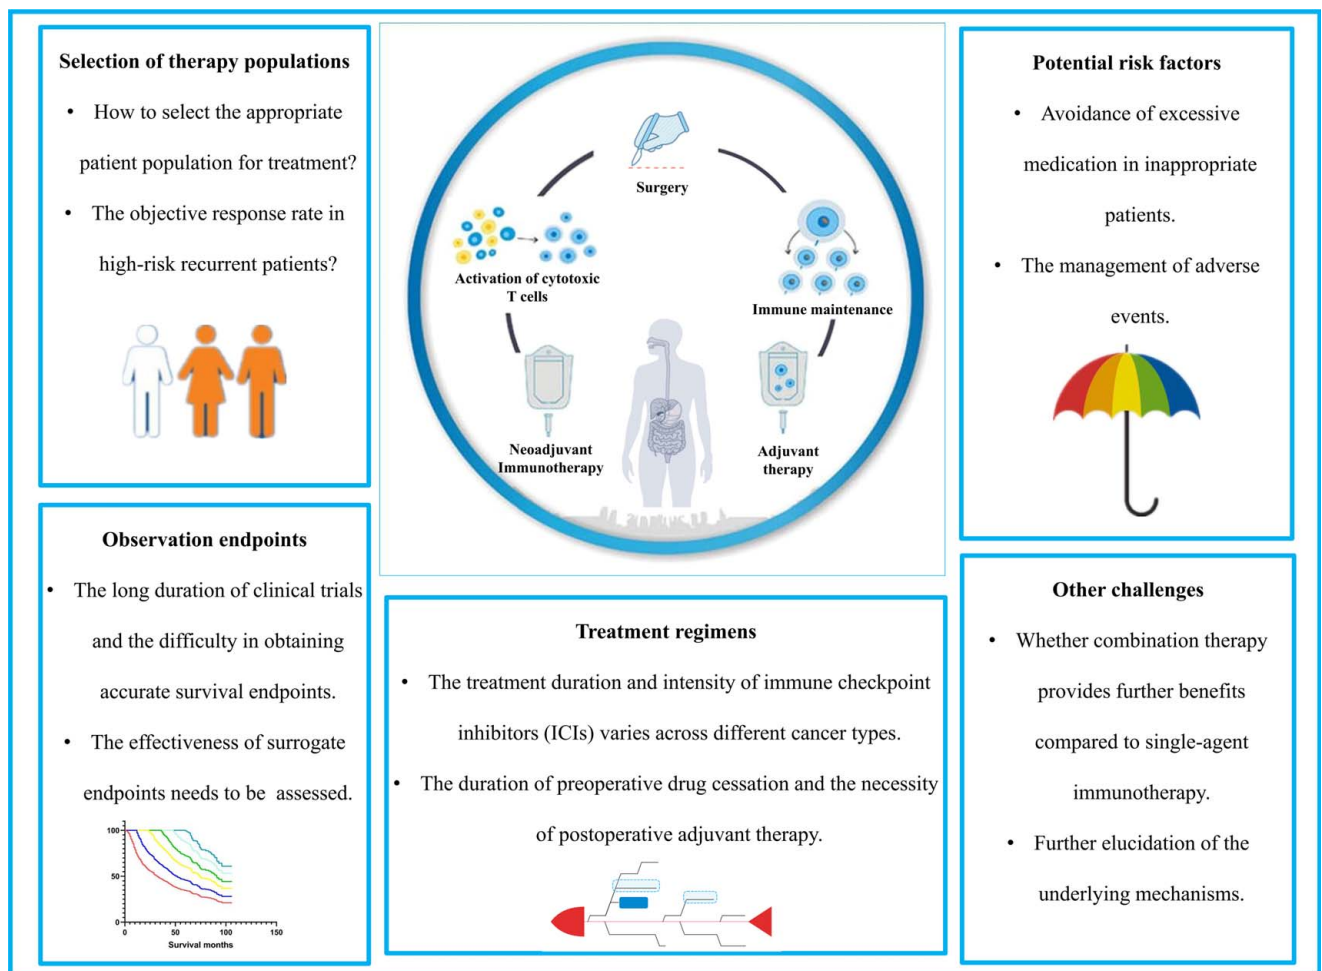 Selection of therapy populations
• How to select the appropriate
patient population for treatment?
• The objective response rate in
high-risk recurrent patients?
Surgery
Activation of cytotoxic
T cells
Immune maintenance
Neoadjuvant
Immunotherapy
Adjuvant
therapy
Potential risk factors
• Avoidance of excessive
medication in inappropriate
patients.
• The management of adverse
events.
Observation endpoints
• The long duration of clinical trials
and the difficulty in obtaining
accurate survival endpoints.
• The effectiveness of surrogate
endpoints needs to be assessed.
100
50
0
0 50 100 150
Survival months
Treatment regimens
• The treatment duration and intensity of immune checkpoint
inhibitors (ICIs) varies across different cancer types.
• The duration of preoperative drug cessation and the necessity
of postoperative adjuvant therapy.
Other challenges
• Whether combination therapy
provides further benefits
compared to single-agent
immunotherapy.
• Further elucidation of the
underlying mechanisms.